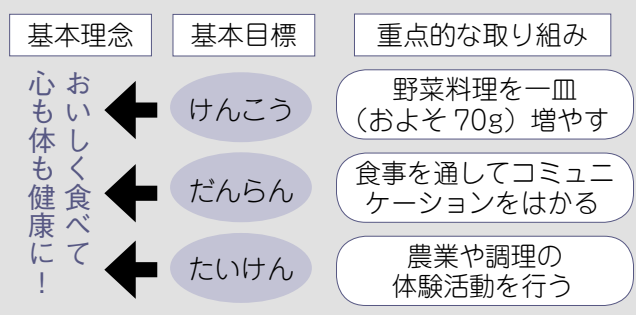 基本理念
基本目標
重点的な取り組み
おいしく食べて
心も体も健康に！
けんこう
野菜料理を一皿
（およそ 70g）増やす
だんらん
食事を通してコミュニ
ケーションをはかる
たいけん
農業や調理の
体験活動を行う